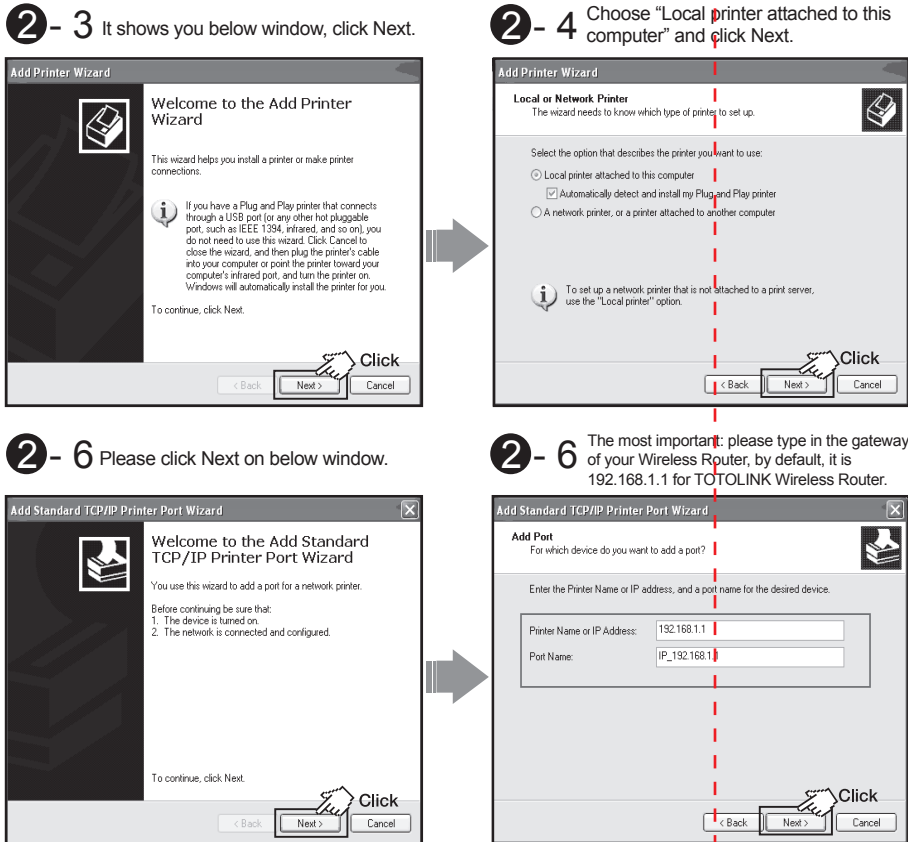 2 - 3 It shows you below window, click Next.
Add Printer Wizard
Welcome to the Add Printer
Wizard
This wizard helps you install a printer or make printer
connections.
If you have a Plug and Play printer that connects
through a USB port (or any other hot pluggable
port, such as IEEE 1394, infrared, and so on), you
do not need to use this wizard. Click Cancel to
close the wizard, and then plug the printer's cable
into your computer or point the printer toward your
computer's infrared port, and turn the printer on.
Windows will automatically install the printer for you.
To continue, click Next.
Click
< Back Next > Cancel
2 - 4 Choose “Local printer attached to this
computer” and click Next.
Add Printer Wizard
Local or Network Printer
The wizard needs to know which type of printer to set up.
Select the option that describes the printer you want to use:
Local printer attached to this computer
Automatically detect and install my Plug and Play printer
A network printer, or a printer attached to another computer
To set up a network printer that is not attached to a print server,
use the "Local printer" option.
Click
< Back Next > Cancel
2 - 6 Please click Next on below window.
Add Standard TCP/IP Printer Port Wizard
Welcome to the Add Standard
TCP/IP Printer Port Wizard
You use this wizard to add a port for a network printer.
Before continuing be sure that:
1. The device is turned on.
2. The network is connected and configured.
To continue, click Next.
Click
< Back Next > Cancel
2 - 6 The most important: please type in the gateway
of your Wireless Router, by default, it is
192.168.1.1 for TOTOLINK Wireless Router.
Add Standard TCP/IP Printer Port Wizard
Add Port
For which device do you want to add a port?
Enter the Printer Name or IP address, and a port name for the desired device.
Printer Name or IP Address: 192.168.1.1
Port Name: IP_192.168.1.1
Click
< Back Next > Cancel